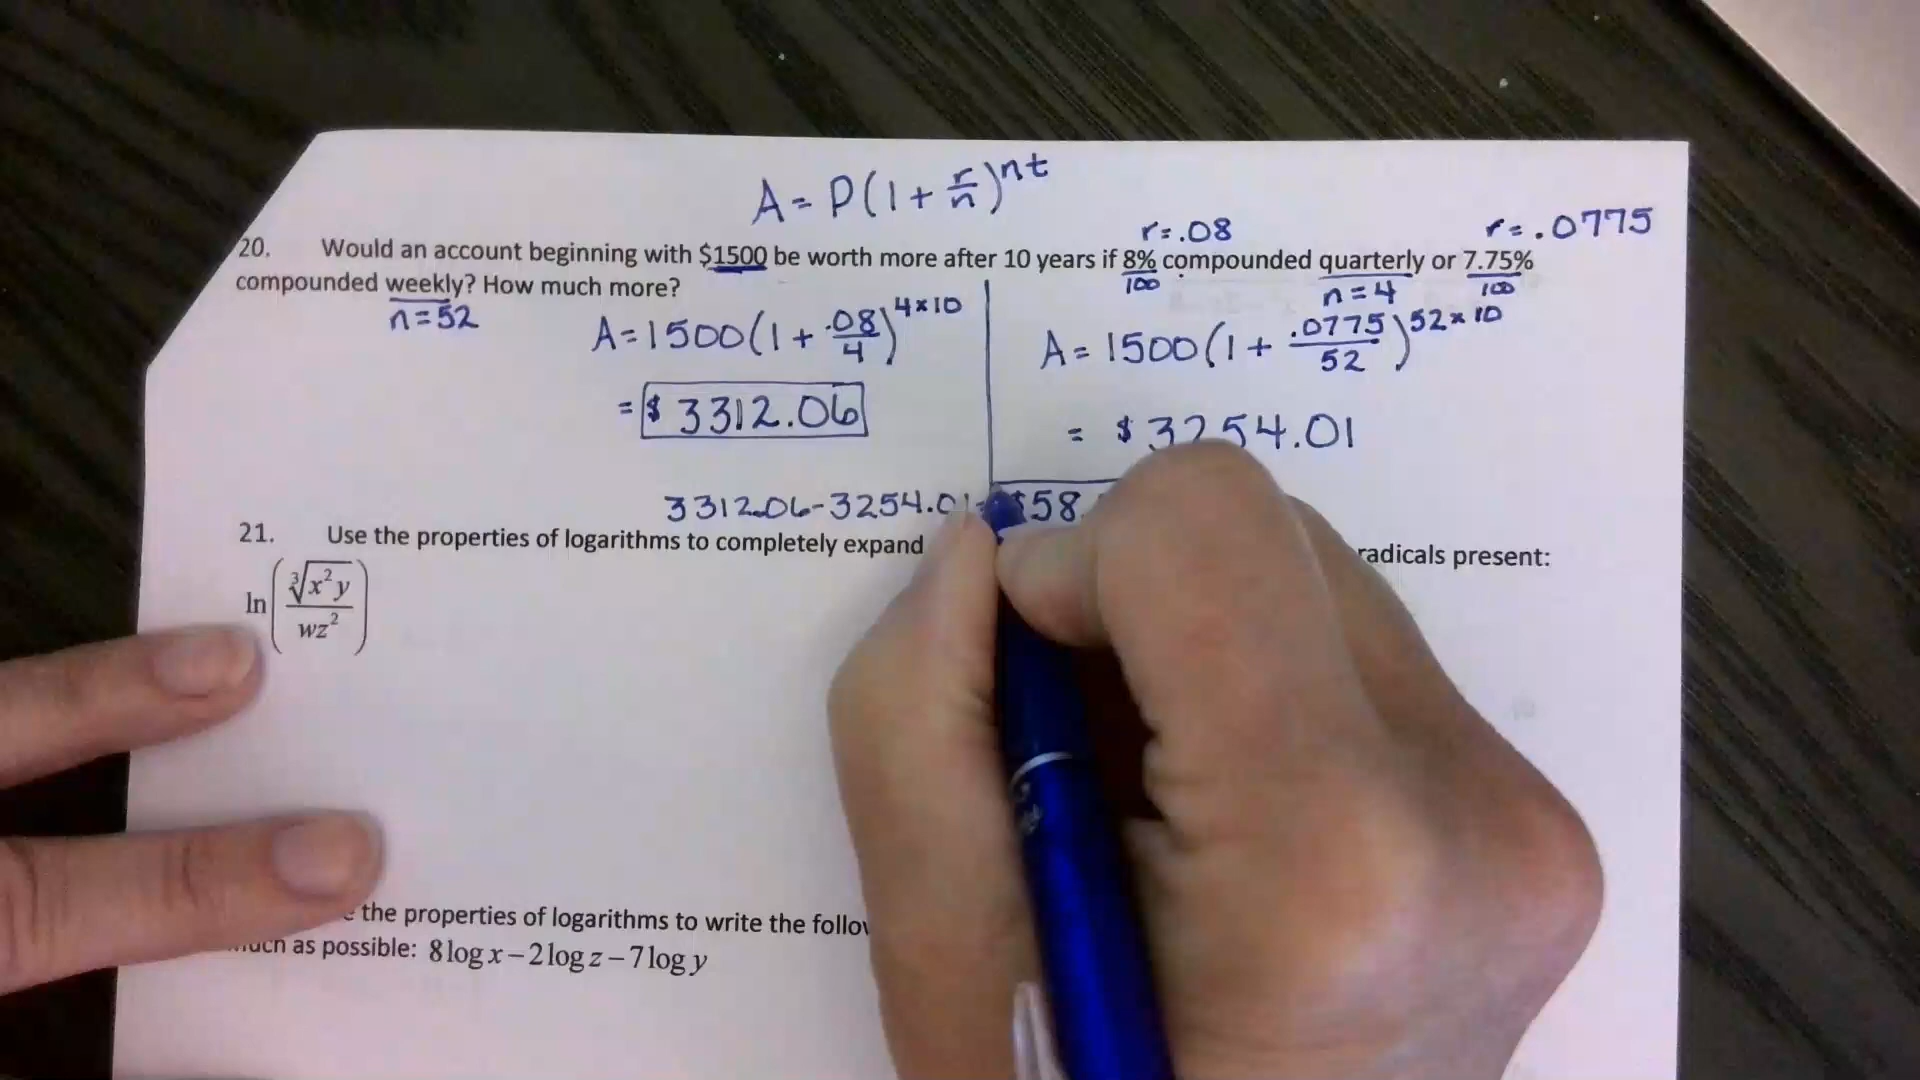 A = P(1 + r/n)^nt
r = .08 r = .0775
20. Would an account beginning with $1500 be worth more after 10 years if 8% compounded quarterly or 7.75%
100 n = 4 100
compounded weekly? How much more?
n = 52
A = 1500(1 + .08/4)^4×10 A = 1500(1 + .0775/52)^52×10
= $ 3312.06 = $ 3254.01
3312.06 - 3254.01 = $58.
21. Use the properties of logarithms to completely expand radicals present:
ln(∛(x²y)/wz²)
the properties of logarithms to write the
as possible: 8 log x − 2 log z − 7 log y